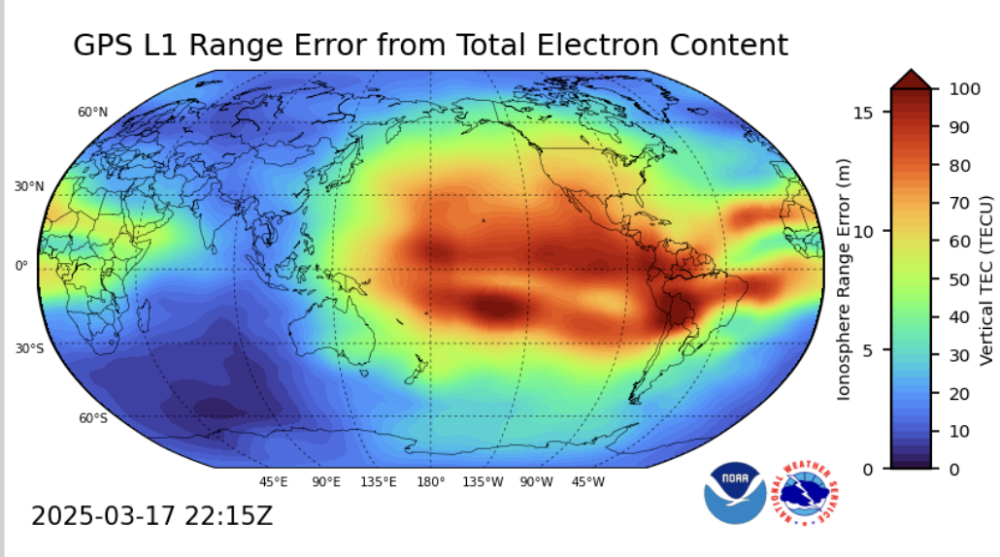 GPS L1 Range Error from Total Electron Content
60°N
30°N
0°
30°S
60°S
45°E 90°E 135°E 180° 135°W 90°W 45°W
15
10
5
0
Ionosphere Range Error (m)
100
90
80
70
60
50
40
30
20
10
0
Vertical TEC (TECU)
NOAA
NATIONAL WEATHER SERVICE
2025-03-17 22:15Z